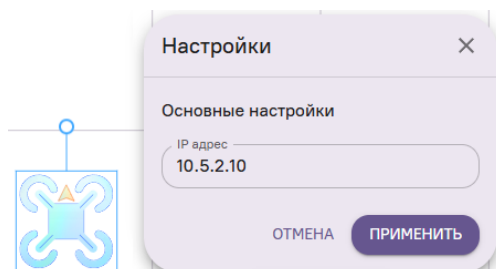 Настройки
Основные настройки
IP адрес
10.5.2.10
ОТМЕНА ПРИМЕНИТЬ